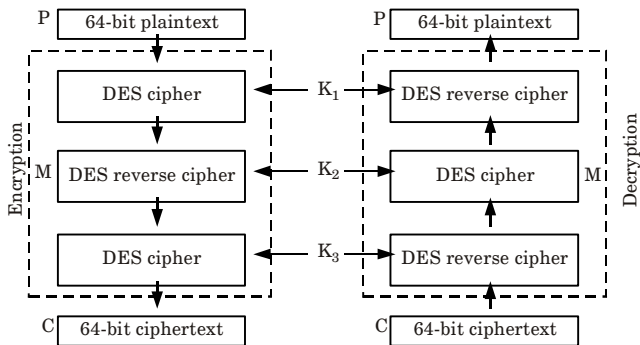 P 64-bit plaintext
Encryption
DES cipher
M DES reverse cipher
DES cipher
C 64-bit ciphertext
K₁
K₂
K₃
P 64-bit plaintext
DES reverse cipher
DES cipher M
DES reverse cipher
Decryption
C 64-bit ciphertext